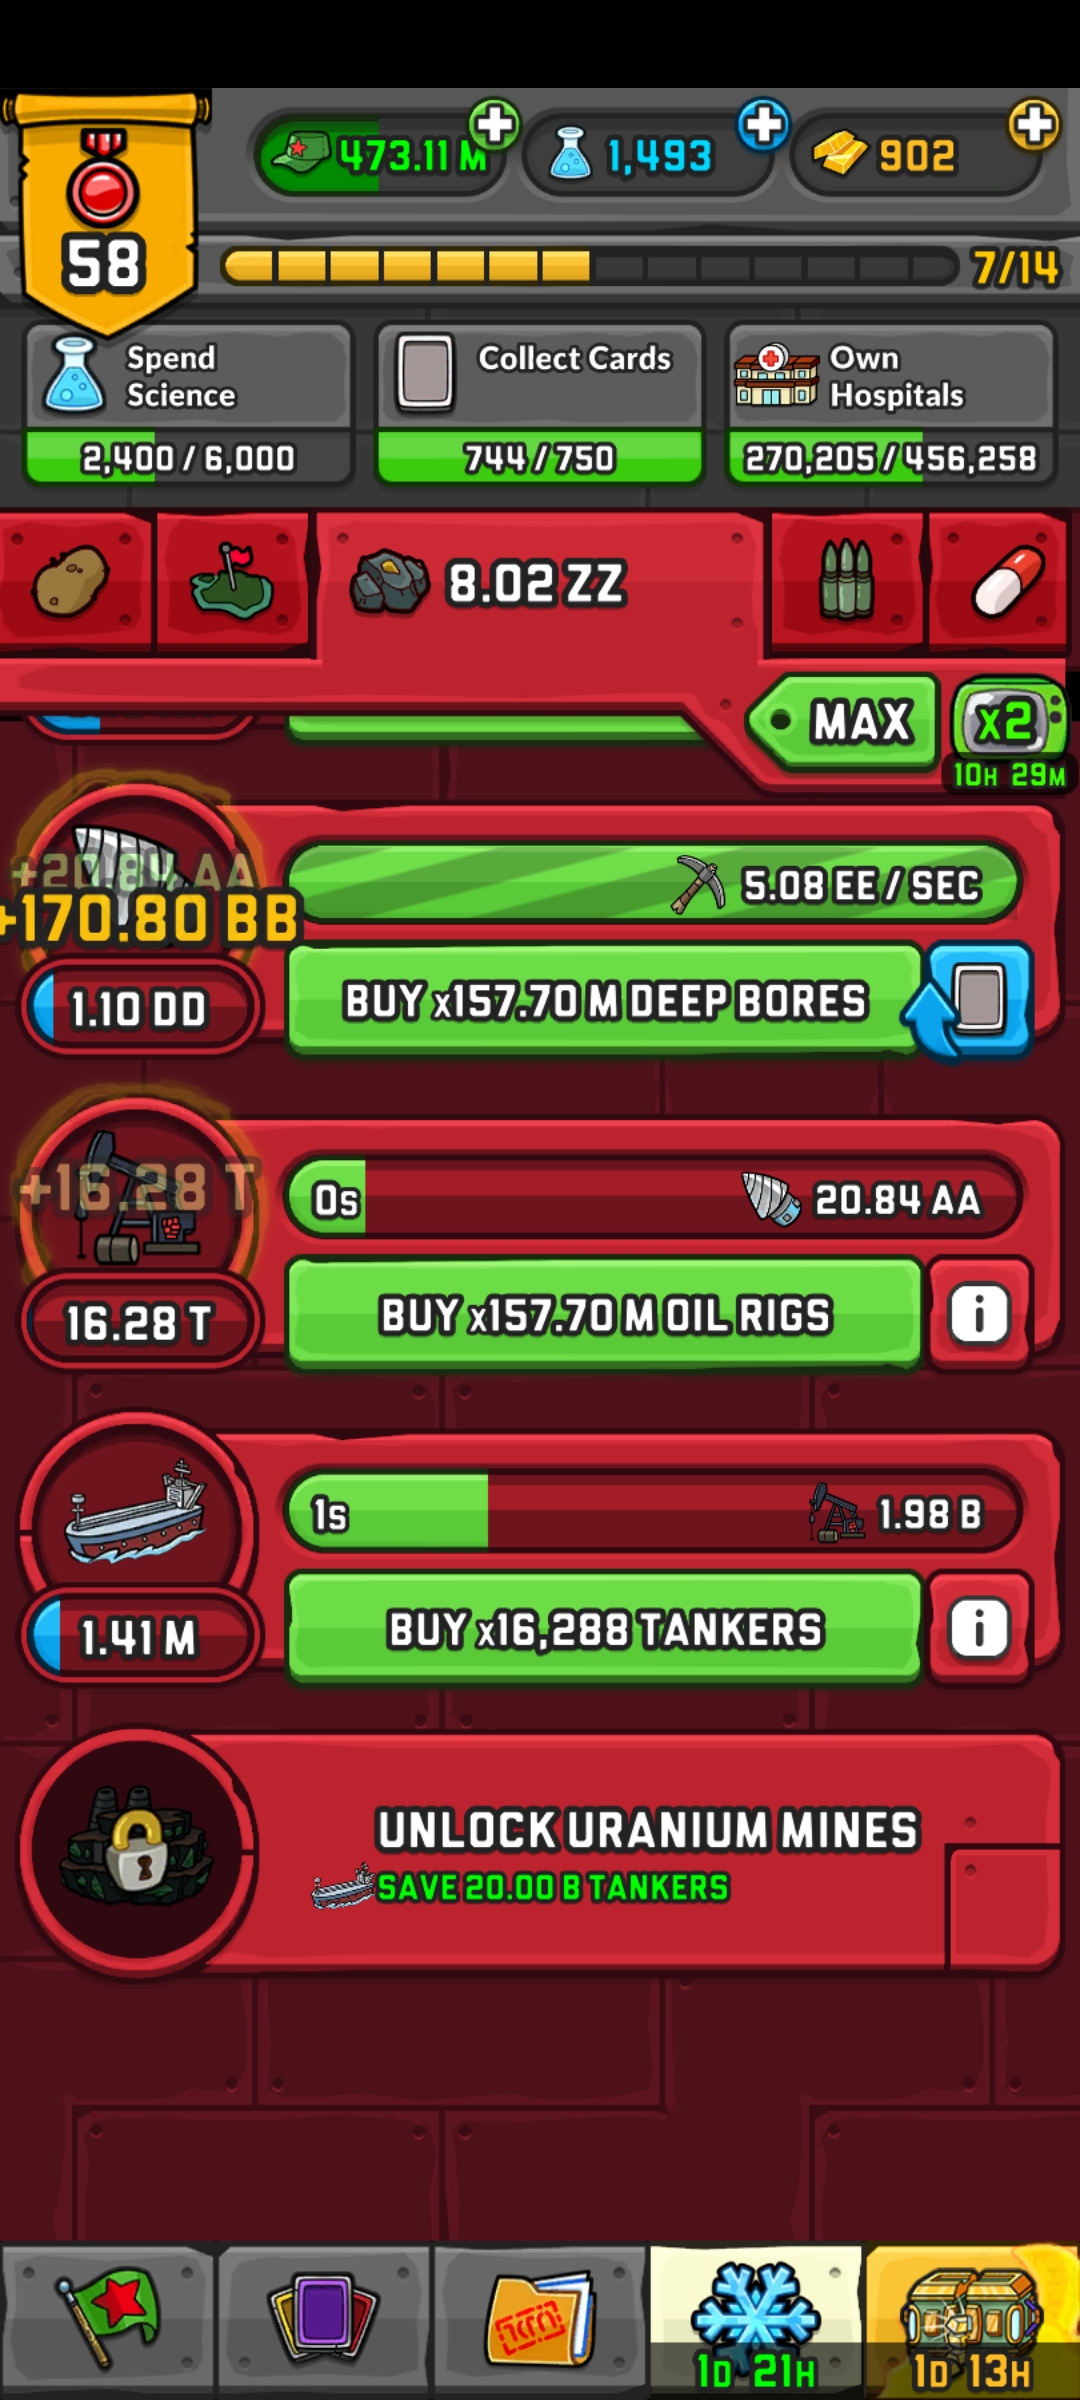 473.11 M
1,493
902
58
7/14
Spend
Science
2,400 / 6,000
Collect Cards
744 / 750
Own
Hospitals
270,205 / 456,258
8.02 ZZ
MAX
x2
10H 29M
+20.84 AA
+170.80 BB
5.08 EE / SEC
1.10 DD
BUY x157.70 M DEEP BORES
+16.28 T
0s
20.84 AA
16.28 T
BUY x157.70 M OIL RIGS
i
1s
1.98 B
1.41 M
BUY x16,288 TANKERS
i
UNLOCK URANIUM MINES
SAVE 20.00 B TANKERS
1D 21H
1D 13H